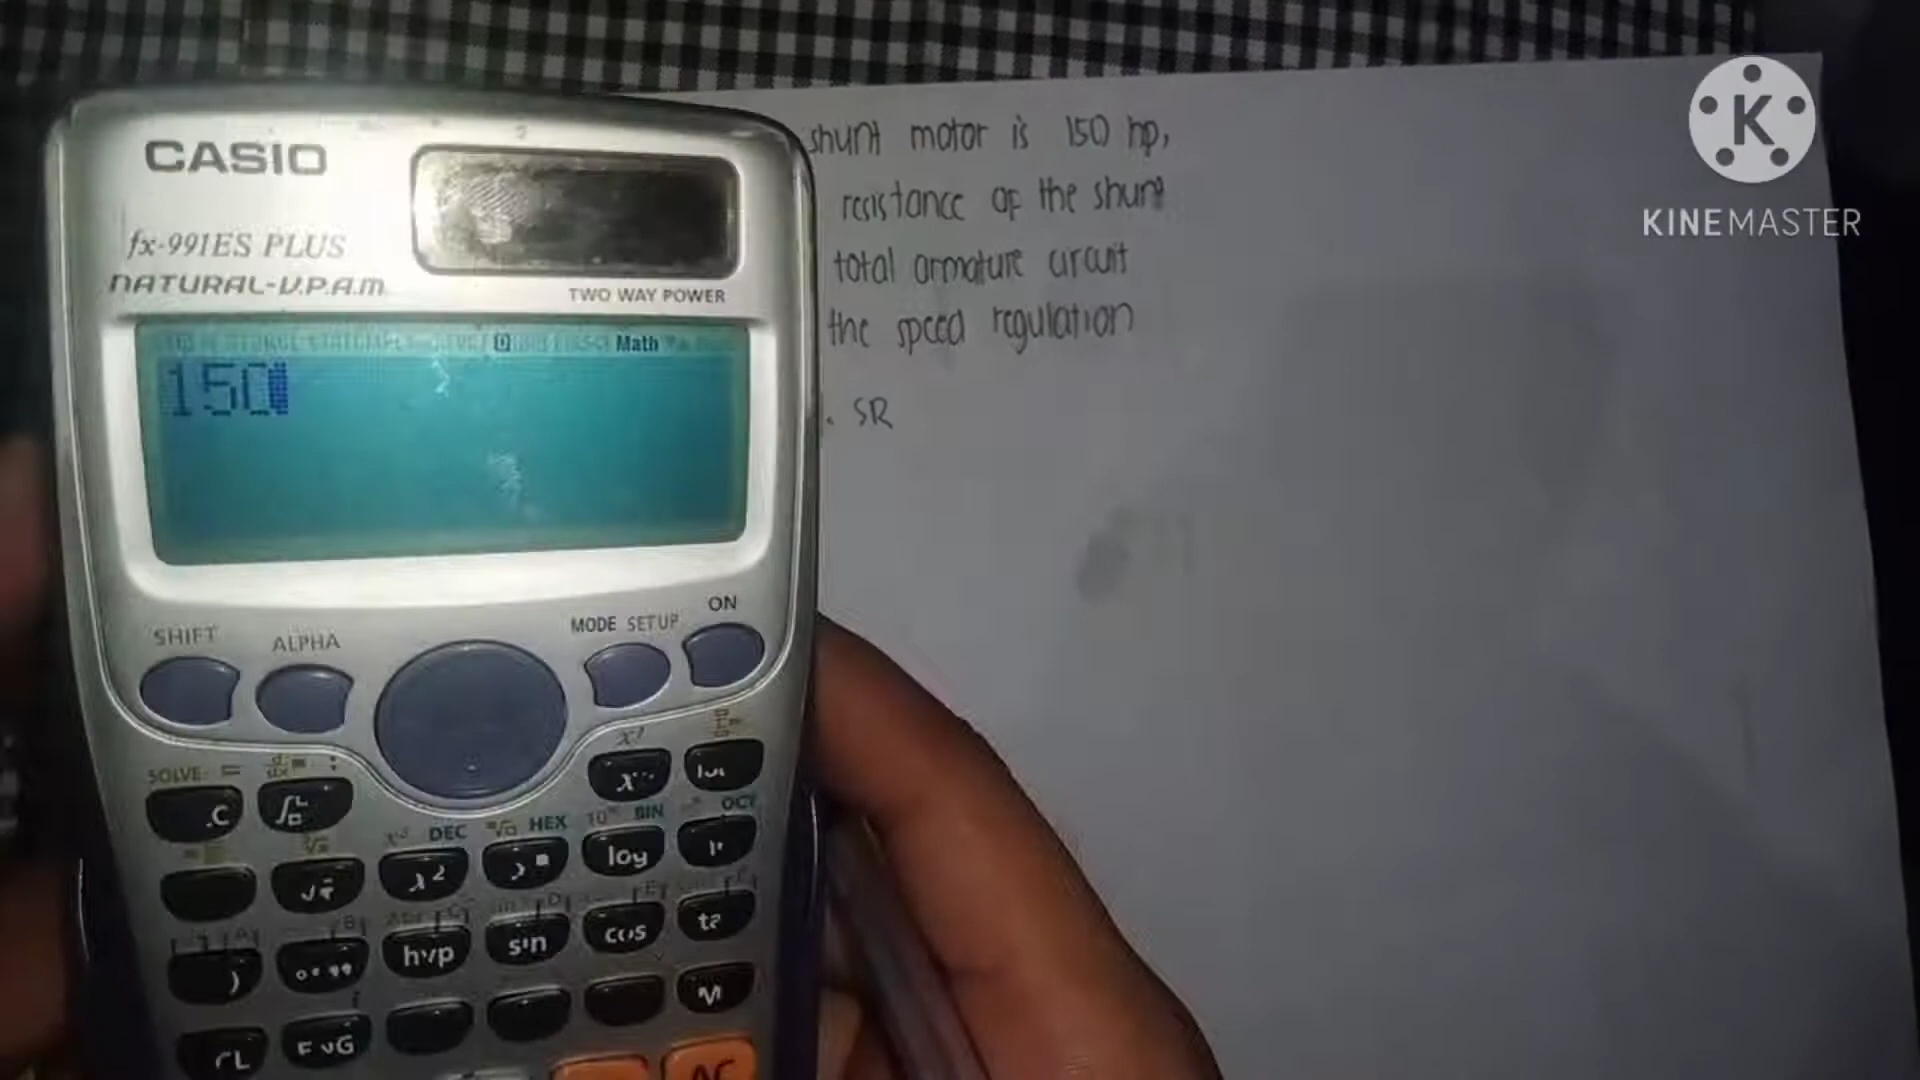 shunt motor is 150 hp,
resistance of the shunt
total armature circuit
the speed regulation
. SR
K
KINEMASTER
CASIO
fx-991ES PLUS
NATURAL-V.P.A.M.
TWO WAY POWER
Math
150
SHIFT ALPHA MODE SETUP ON
SOLVE =
DEC HEX BIN OCT
log
hyp sin cos
AC